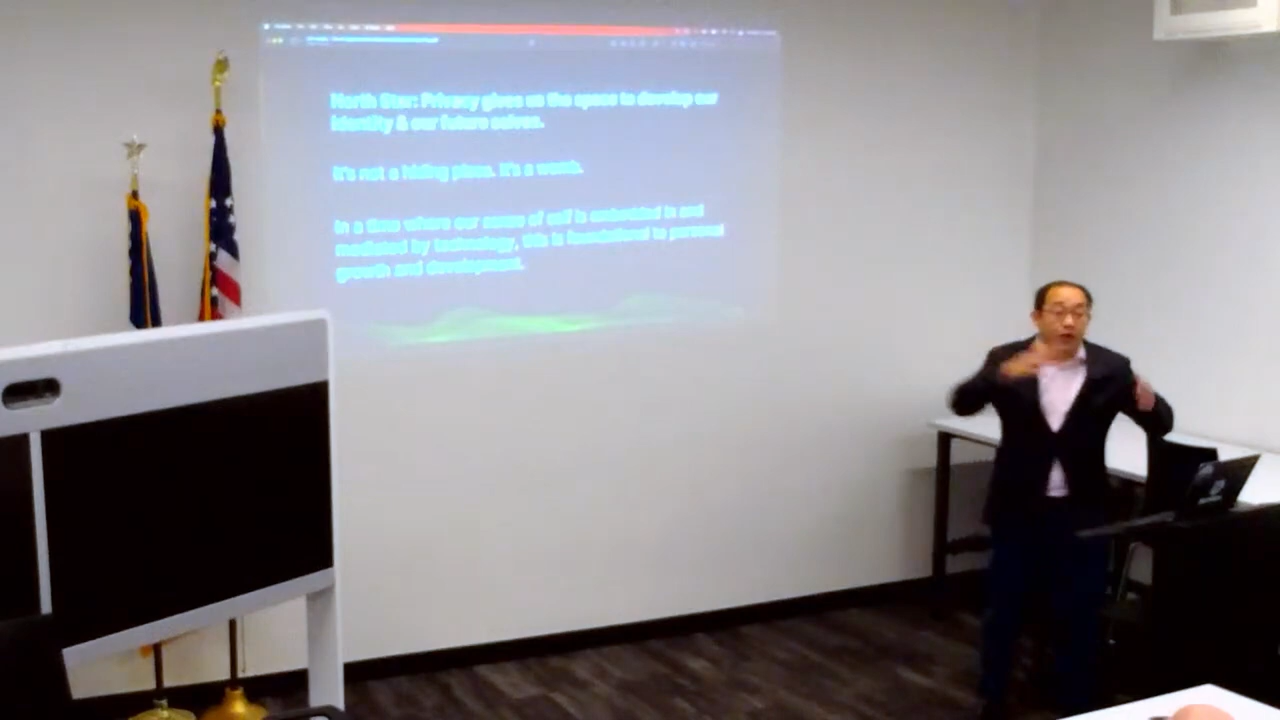 North Star: Privacy gives us the space to develop our
identity & our future selves.
It's not a hiding place. It's a womb.
In a time where our sense of self is embedded in and
mediated by technology, this is foundational to personal
growth and development.